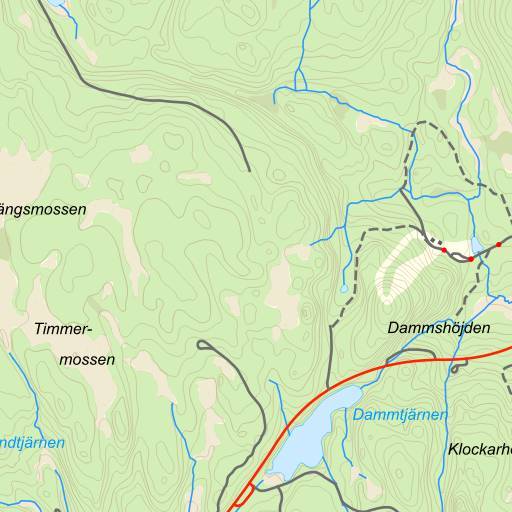 ängsmossen
Timmer-
mossen
Dammshöjden
Dammtjärnen
ndtjärnen
Klockarhö